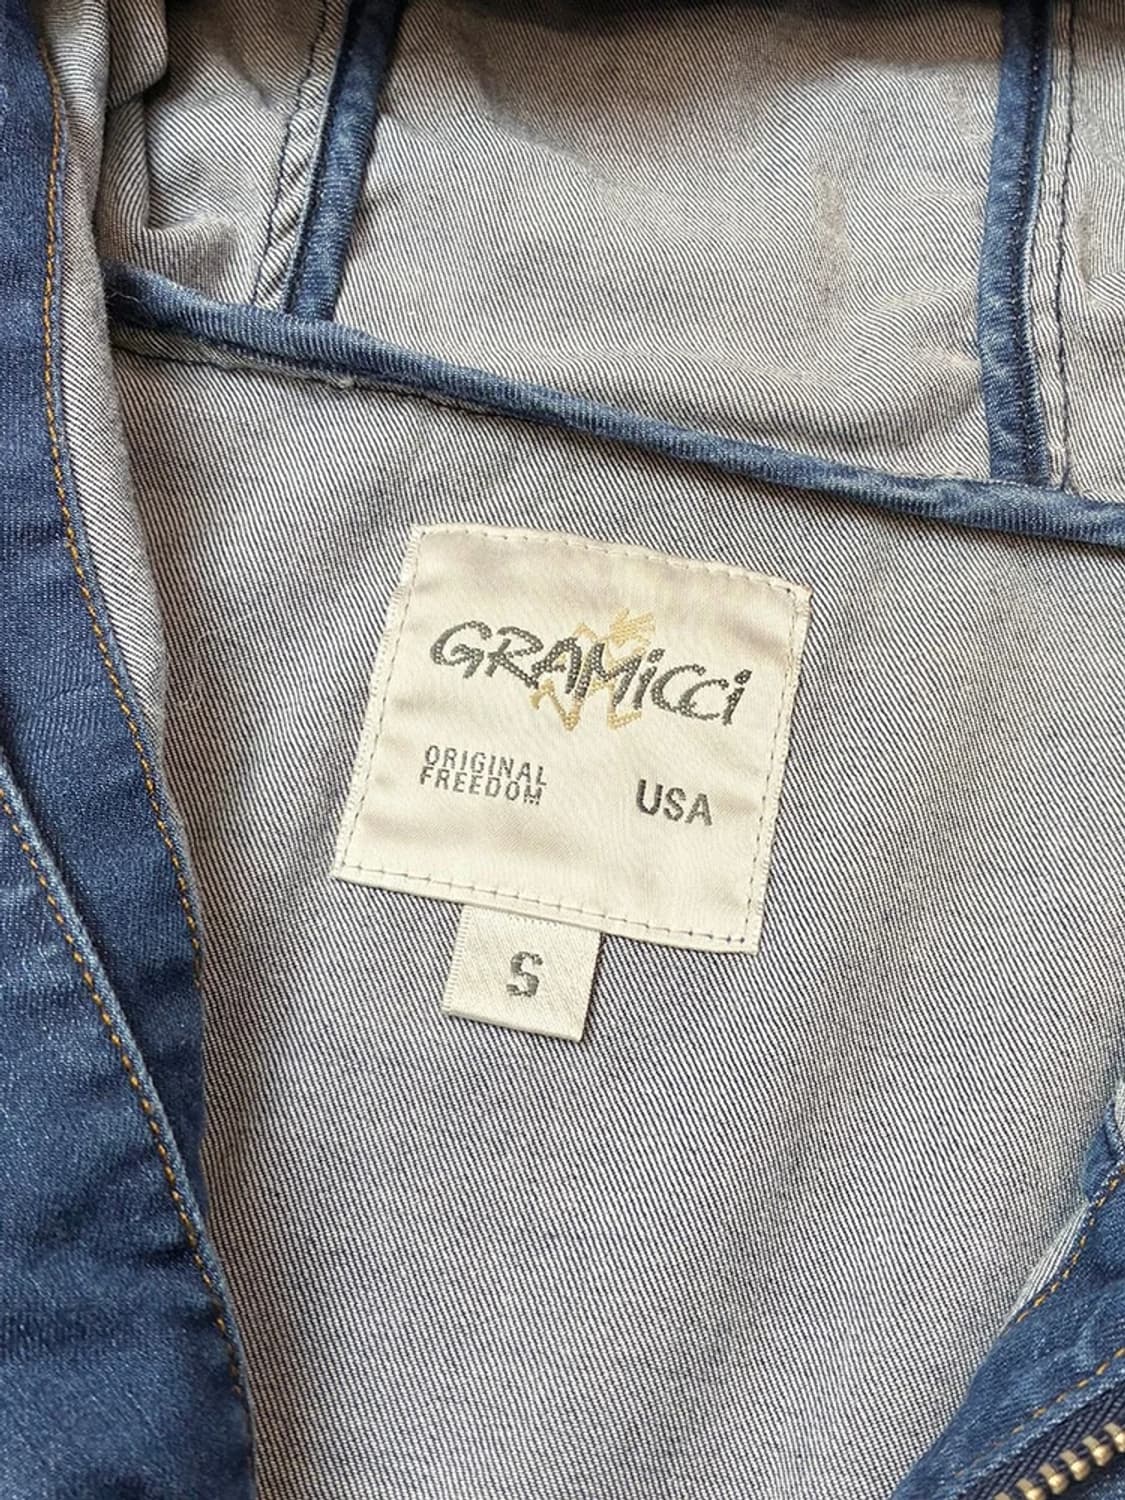 GRAMicci
ORIGINAL
FREEDOM
USA
S